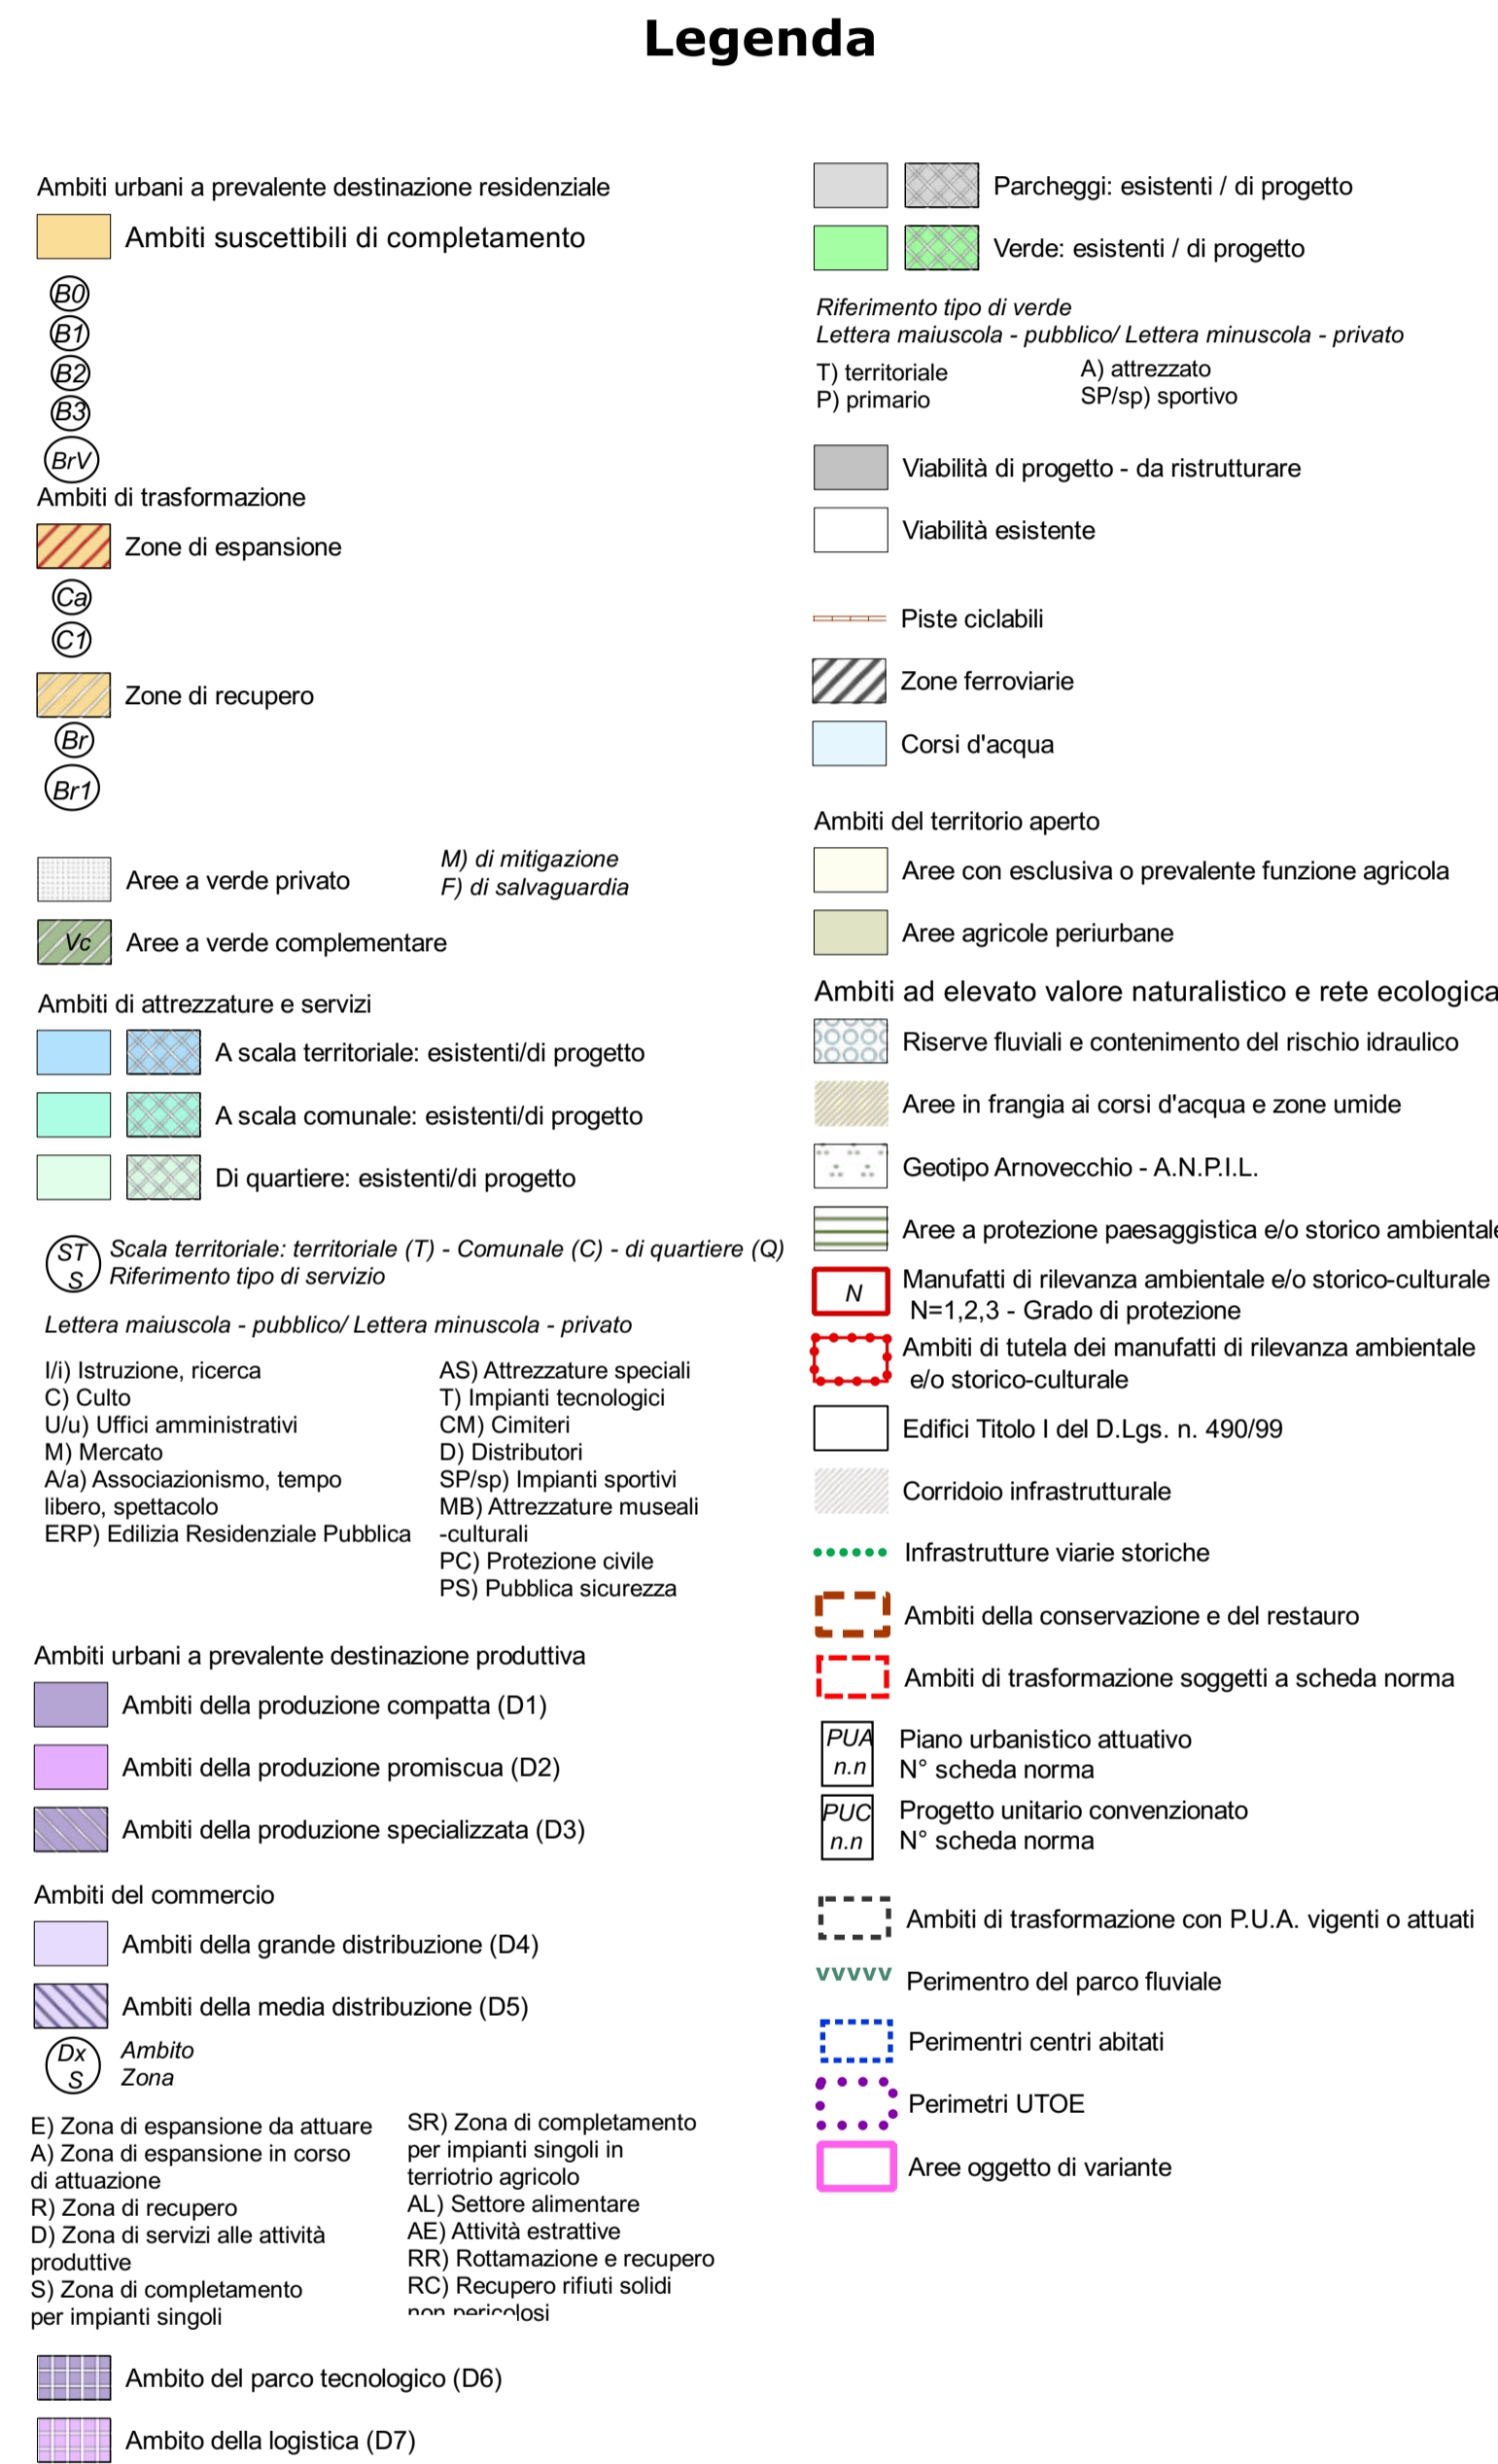 Legenda
Ambiti urbani a prevalente destinazione residenziale
Ambiti suscettibili di completamento
B0
B1
B2
B3
BrV
Ambiti di trasformazione
Zone di espansione
Ca
C1
Zone di recupero
Br
Br1
Aree a verde privato
M) di mitigazione
F) di salvaguardia
Vc
Aree a verde complementare
Ambiti di attrezzature e servizi
A scala territoriale: esistenti/di progetto
A scala comunale: esistenti/di progetto
Di quartiere: esistenti/di progetto
ST
S
Scala territoriale: territoriale (T) - Comunale (C) - di quartiere (Q)
Riferimento tipo di servizio
Lettera maiuscola - pubblico/ Lettera minuscola - privato
I/i) Istruzione, ricerca
C) Culto
U/u) Uffici amministrativi
M) Mercato
A/a) Associazionismo, tempo
libero, spettacolo
ERP) Edilizia Residenziale Pubblica
AS) Attrezzature speciali
T) Impianti tecnologici
CM) Cimiteri
D) Distributori
SP/sp) Impianti sportivi
MB) Attrezzature museali
-culturali
PC) Protezione civile
PS) Pubblica sicurezza
Ambiti urbani a prevalente destinazione produttiva
Ambiti della produzione compatta (D1)
Ambiti della produzione promiscua (D2)
Ambiti della produzione specializzata (D3)
Ambiti del commercio
Ambiti della grande distribuzione (D4)
Ambiti della media distribuzione (D5)
Dx
S
Ambito
Zona
E) Zona di espansione da attuare
A) Zona di espansione in corso
di attuazione
R) Zona di recupero
D) Zona di servizi alle attività
produttive
S) Zona di completamento
per impianti singoli
SR) Zona di completamento
per impianti singoli in
terriotrio agricolo
AL) Settore alimentare
AE) Attività estrattive
RR) Rottamazione e recupero
RC) Recupero rifiuti solidi
non pericolosi
Ambito del parco tecnologico (D6)
Ambito della logistica (D7)
Parcheggi: esistenti / di progetto
Verde: esistenti / di progetto
Riferimento tipo di verde
Lettera maiuscola - pubblico/ Lettera minuscola - privato
T) territoriale
P) primario
A) attrezzato
SP/sp) sportivo
Viabilità di progetto - da ristrutturare
Viabilità esistente
Piste ciclabili
Zone ferroviarie
Corsi d'acqua
Ambiti del territorio aperto
Aree con esclusiva o prevalente funzione agricola
Aree agricole periurbane
Ambiti ad elevato valore naturalistico e rete ecologica
Riserve fluviali e contenimento del rischio idraulico
Aree in frangia ai corsi d'acqua e zone umide
Geotipo Arnovecchio - A.N.P.I.L.
Aree a protezione paesaggistica e/o storico ambientale
N
Manufatti di rilevanza ambientale e/o storico-culturale
N=1,2,3 - Grado di protezione
Ambiti di tutela dei manufatti di rilevanza ambientale
e/o storico-culturale
Edifici Titolo I del D.Lgs. n. 490/99
Corridoio infrastrutturale
Infrastrutture viarie storiche
Ambiti della conservazione e del restauro
Ambiti di trasformazione soggetti a scheda norma
PUA
n.n
Piano urbanistico attuativo
N° scheda norma
PUC
n.n
Progetto unitario convenzionato
N° scheda norma
Ambiti di trasformazione con P.U.A. vigenti o attuati
Perimentro del parco fluviale
Perimentri centri abitati
Perimetri UTOE
Aree oggetto di variante